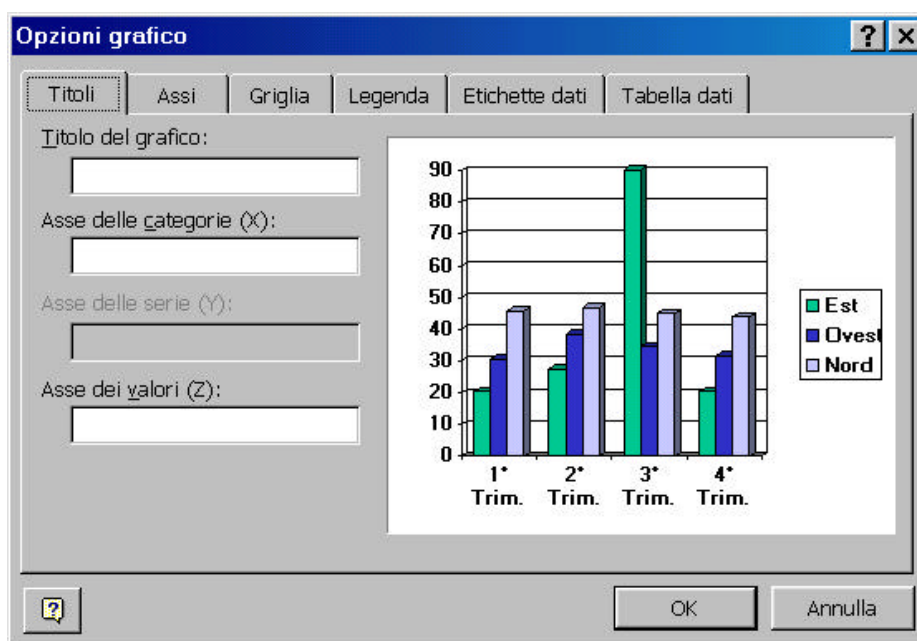 Opzioni grafico
Titoli Assi Griglia Legenda Etichette dati Tabella dati
Titolo del grafico:
Asse delle categorie (X):
Asse delle serie (Y):
Asse dei valori (Z):
90
80
70
60
50
40
30
20
10
0
1° Trim.
2° Trim.
3° Trim.
4° Trim.
Est
Ovest
Nord
OK Annulla